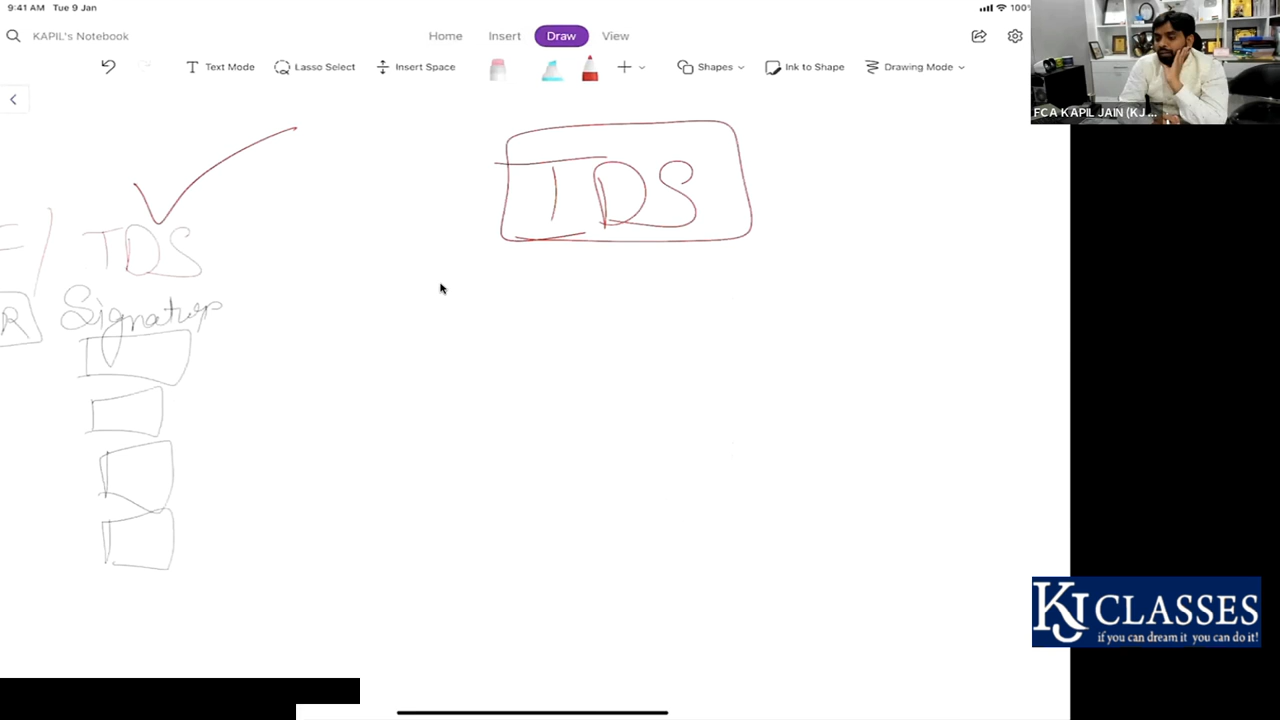 9:41 AM Tue 9 Jan
100%
KAPIL's Notebook
Home Insert Draw View
Text Mode Lasso Select Insert Space Shapes Ink to Shape Drawing Mode
FCA KAPIL JAIN (KJ ...
TDS
TDS
R
KJ CLASSES
if you can dream it you can do it!